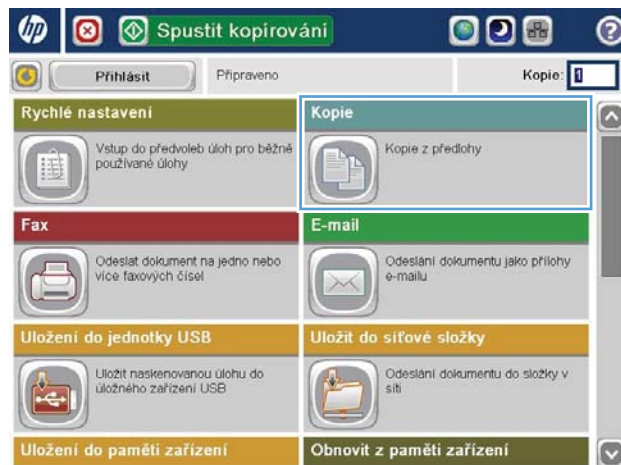 hp Spustit kopirování ?
Přihlásit Připraveno Kopie: 1
Rychlé nastavení
Vstup do předvoleb úloh pro běžně
používané úlohy
Kopie
Kopie z předlohy
Fax
Odeslat dokument na jedno nebo
více faxových čísel
E-mail
Odeslání dokumentu jako přílohy
e-mailu
Uložení do jednotky USB
Uložit naskenovanou úlohu do
úložného zařízení USB
Uložit do síťové složky
Odeslání dokumentu do složky v
síti
Uložení do paměti zařízení
Obnovit z paměti zařízení